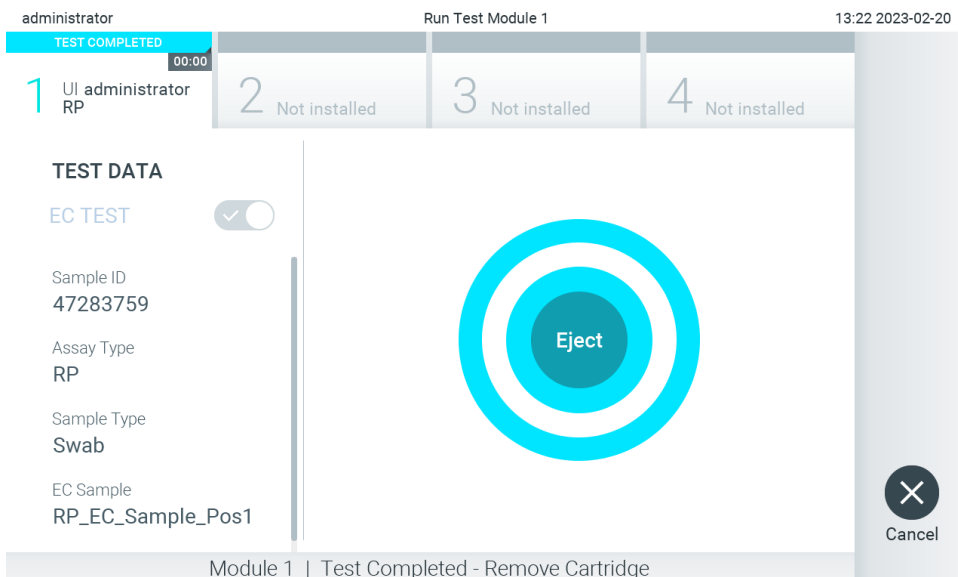 administrator
Run Test Module 1
13:22 2023-02-20
TEST COMPLETED
00:00
1
UI administrator
RP
2 Not installed
3 Not installed
4 Not installed
TEST DATA
EC TEST
Sample ID
47283759
Assay Type
RP
Sample Type
Swab
EC Sample
RP_EC_Sample_Pos1
Eject
Cancel
Module 1 | Test Completed - Remove Cartridge